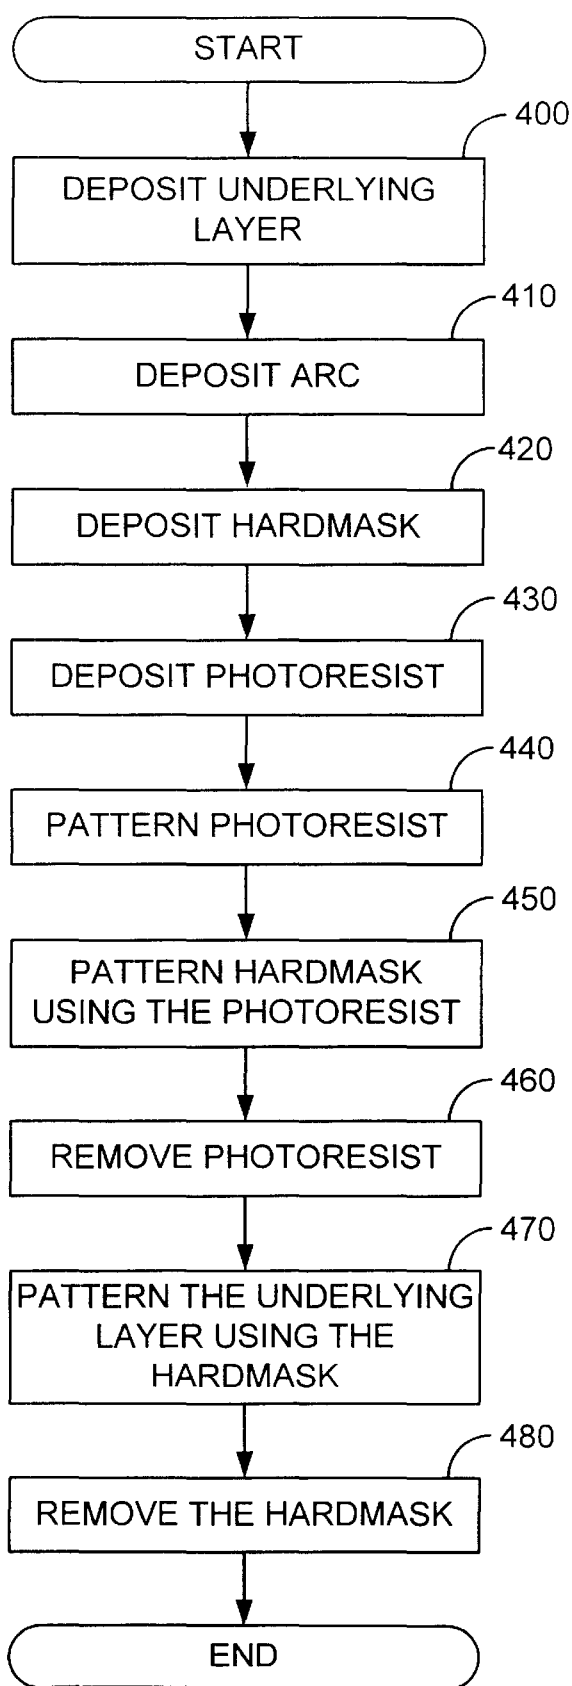 START
400
DEPOSIT UNDERLYING
LAYER
410
DEPOSIT ARC
420
DEPOSIT HARDMASK
430
DEPOSIT PHOTORESIST
440
PATTERN PHOTORESIST
450
PATTERN HARDMASK
USING THE PHOTORESIST
460
REMOVE PHOTORESIST
470
PATTERN THE UNDERLYING
LAYER USING THE
HARDMASK
480
REMOVE THE HARDMASK
END